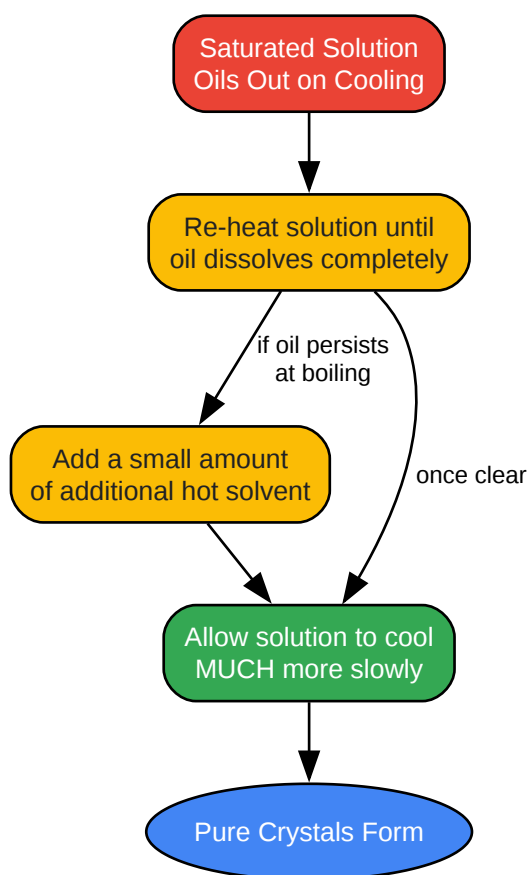 Saturated Solution
Oils Out on Cooling
Re-heat solution until
oil dissolves completely
if oil persists
at boiling
Add a small amount
of additional hot solvent
once clear
Allow solution to cool
MUCH more slowly
Pure Crystals Form